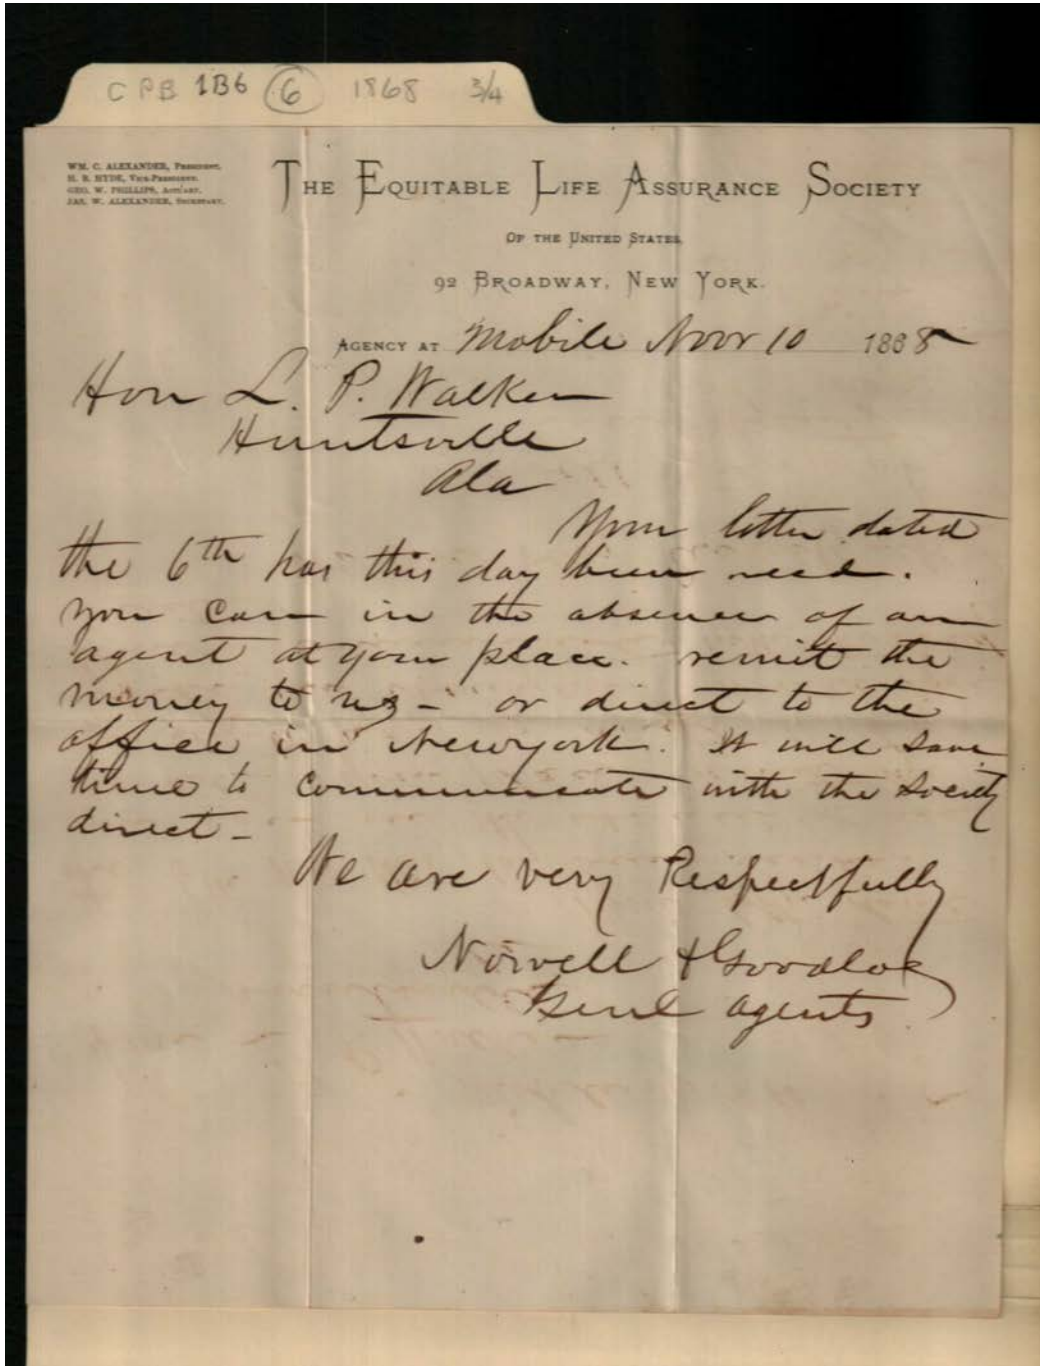 CPB 1B6 6 1868 3/4
WM. C. ALEXANDER, PRESIDENT.
H. B. HYDE, VICE-PRESIDENT.
GEO. W. PHILLIPS, ACTUARY.
JAS. W. ALEXANDER, SECRETARY.
THE EQUITABLE LIFE ASSURANCE SOCIETY
OF THE UNITED STATES,
92 BROADWAY, NEW YORK.
AGENCY AT Mobile Novr 10 1868
Hon L. P. Walker
Huntsville
Ala
Your letter dated
the 6th has this day been recd.
you can in the absence of an
agent at your place. remit the
money to us - or direct to the
office in Newyork. It will save
time to communicate with the Society
direct -
We are very Respectfully
Norvell & Goodloe
Genl Agents